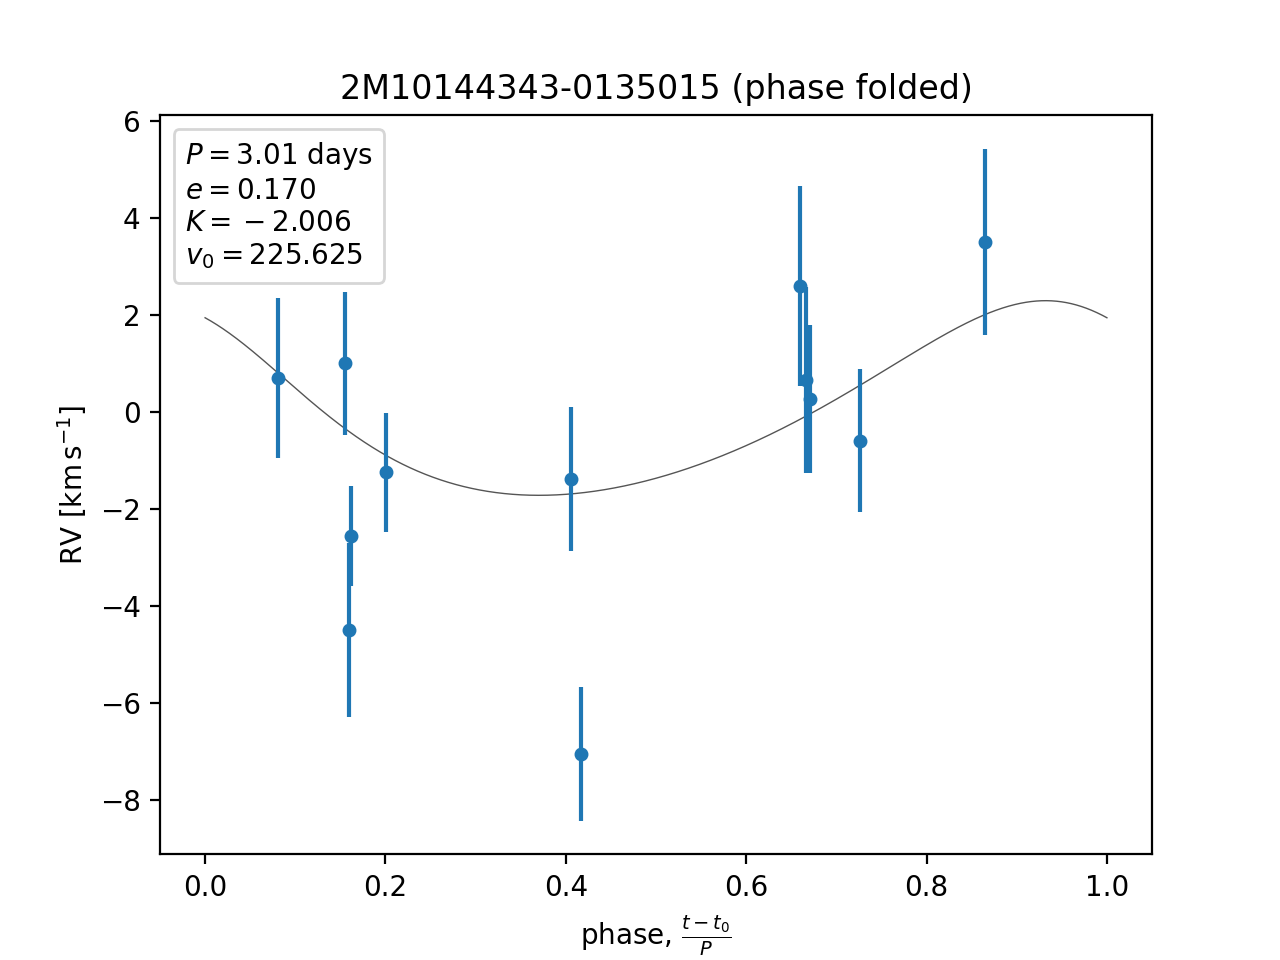 2M10144343-0135015 (phase folded)
P = 3.01 days
e = 0.170
K = −2.006
v₀ = 225.625
6
4
2
0
−2
−4
−6
−8
RV [km s⁻¹]
0.0 0.2 0.4 0.6 0.8 1.0
phase, (t − t₀)/P